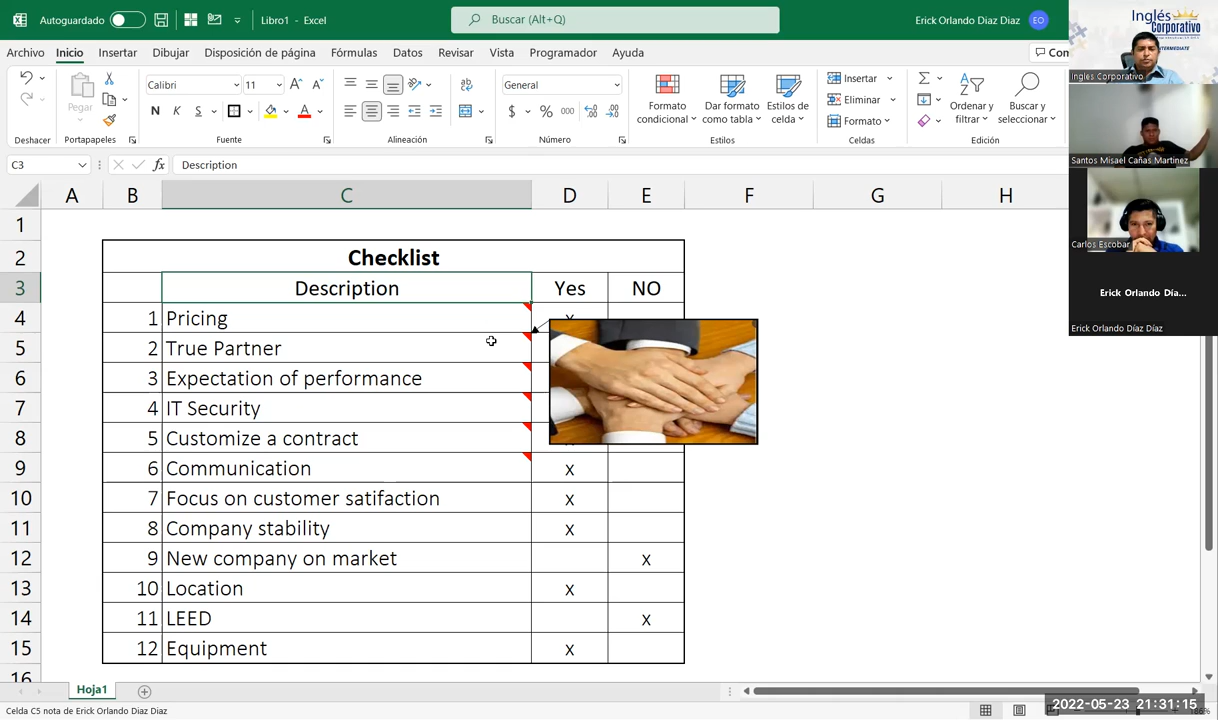 Autoguardado
Libro1 - Excel
Buscar (Alt+Q)
Erick Orlando Diaz Diaz
EO
Archivo Inicio Insertar Dibujar Disposición de página Fórmulas Datos Revisar Vista Programador Ayuda
Com
Deshacer
Pegar
Portapapeles
Calibri 11
N K S
Fuente
Alineación
General
$ % 000
Número
Formato condicional
Dar formato como tabla
Estilos de celda
Estilos
Insertar
Eliminar
Formato
Celdas
Ordenar y filtrar
Buscar y seleccionar
Edición
C3
fx
Description
A B C D E F G H
1
2 Checklist
3 Description Yes NO
4 1 Pricing x
5 2 True Partner
6 3 Expectation of performance
7 4 IT Security
8 5 Customize a contract
9 6 Communication x
10 7 Focus on customer satifaction x
11 8 Company stability x
12 9 New company on market x
13 10 Location x
14 11 LEED x
15 12 Equipment x
16
Hoja1
Celda C5 nota de Erick Orlando Diaz Diaz
Inglés
Corporativo
INTERMEDIATE
Ingles Corporativo
Santos Misael Cañas Martinez
Carlos Escobar
Erick Orlando Día...
Erick Orlando Díaz Díaz
2022-05-23 21:31:15